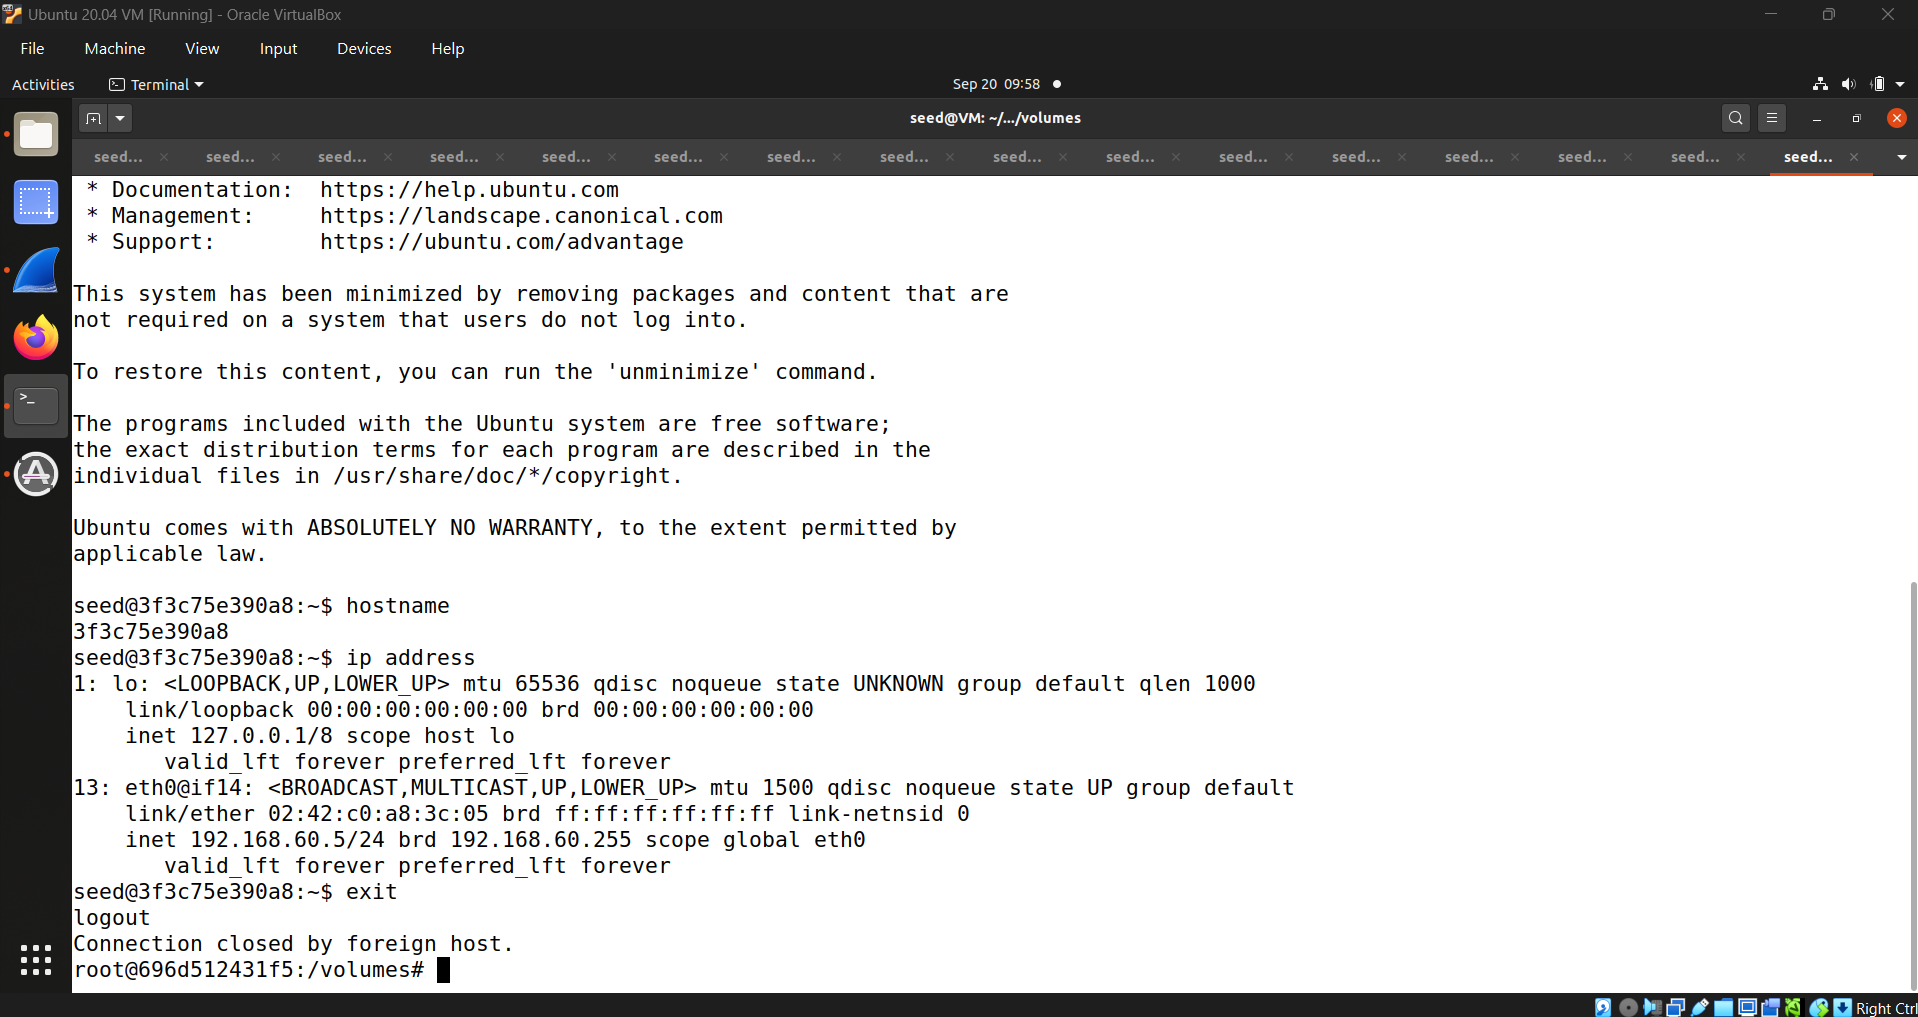 Ubuntu 20.04 VM [Running] - Oracle VirtualBox
File Machine View Input Devices Help
Activities Terminal Sep 20 09:58
seed@VM: ~/.../volumes
seed... seed... seed... seed... seed... seed... seed... seed... seed... seed... seed... seed... seed... seed... seed... seed...
* Documentation: https://help.ubuntu.com
* Management: https://landscape.canonical.com
* Support: https://ubuntu.com/advantage
This system has been minimized by removing packages and content that are
not required on a system that users do not log into.
To restore this content, you can run the 'unminimize' command.
The programs included with the Ubuntu system are free software;
the exact distribution terms for each program are described in the
individual files in /usr/share/doc/*/copyright.
Ubuntu comes with ABSOLUTELY NO WARRANTY, to the extent permitted by
applicable law.
seed@3f3c75e390a8:~$ hostname
3f3c75e390a8
seed@3f3c75e390a8:~$ ip address
1: lo: <LOOPBACK,UP,LOWER_UP> mtu 65536 qdisc noqueue state UNKNOWN group default qlen 1000
link/loopback 00:00:00:00:00:00 brd 00:00:00:00:00:00
inet 127.0.0.1/8 scope host lo
valid_lft forever preferred_lft forever
13: eth0@if14: <BROADCAST,MULTICAST,UP,LOWER_UP> mtu 1500 qdisc noqueue state UP group default
link/ether 02:42:c0:a8:3c:05 brd ff:ff:ff:ff:ff:ff link-netnsid 0
inet 192.168.60.5/24 brd 192.168.60.255 scope global eth0
valid_lft forever preferred_lft forever
seed@3f3c75e390a8:~$ exit
logout
Connection closed by foreign host.
root@696d512431f5:/volumes#
Right Ctrl